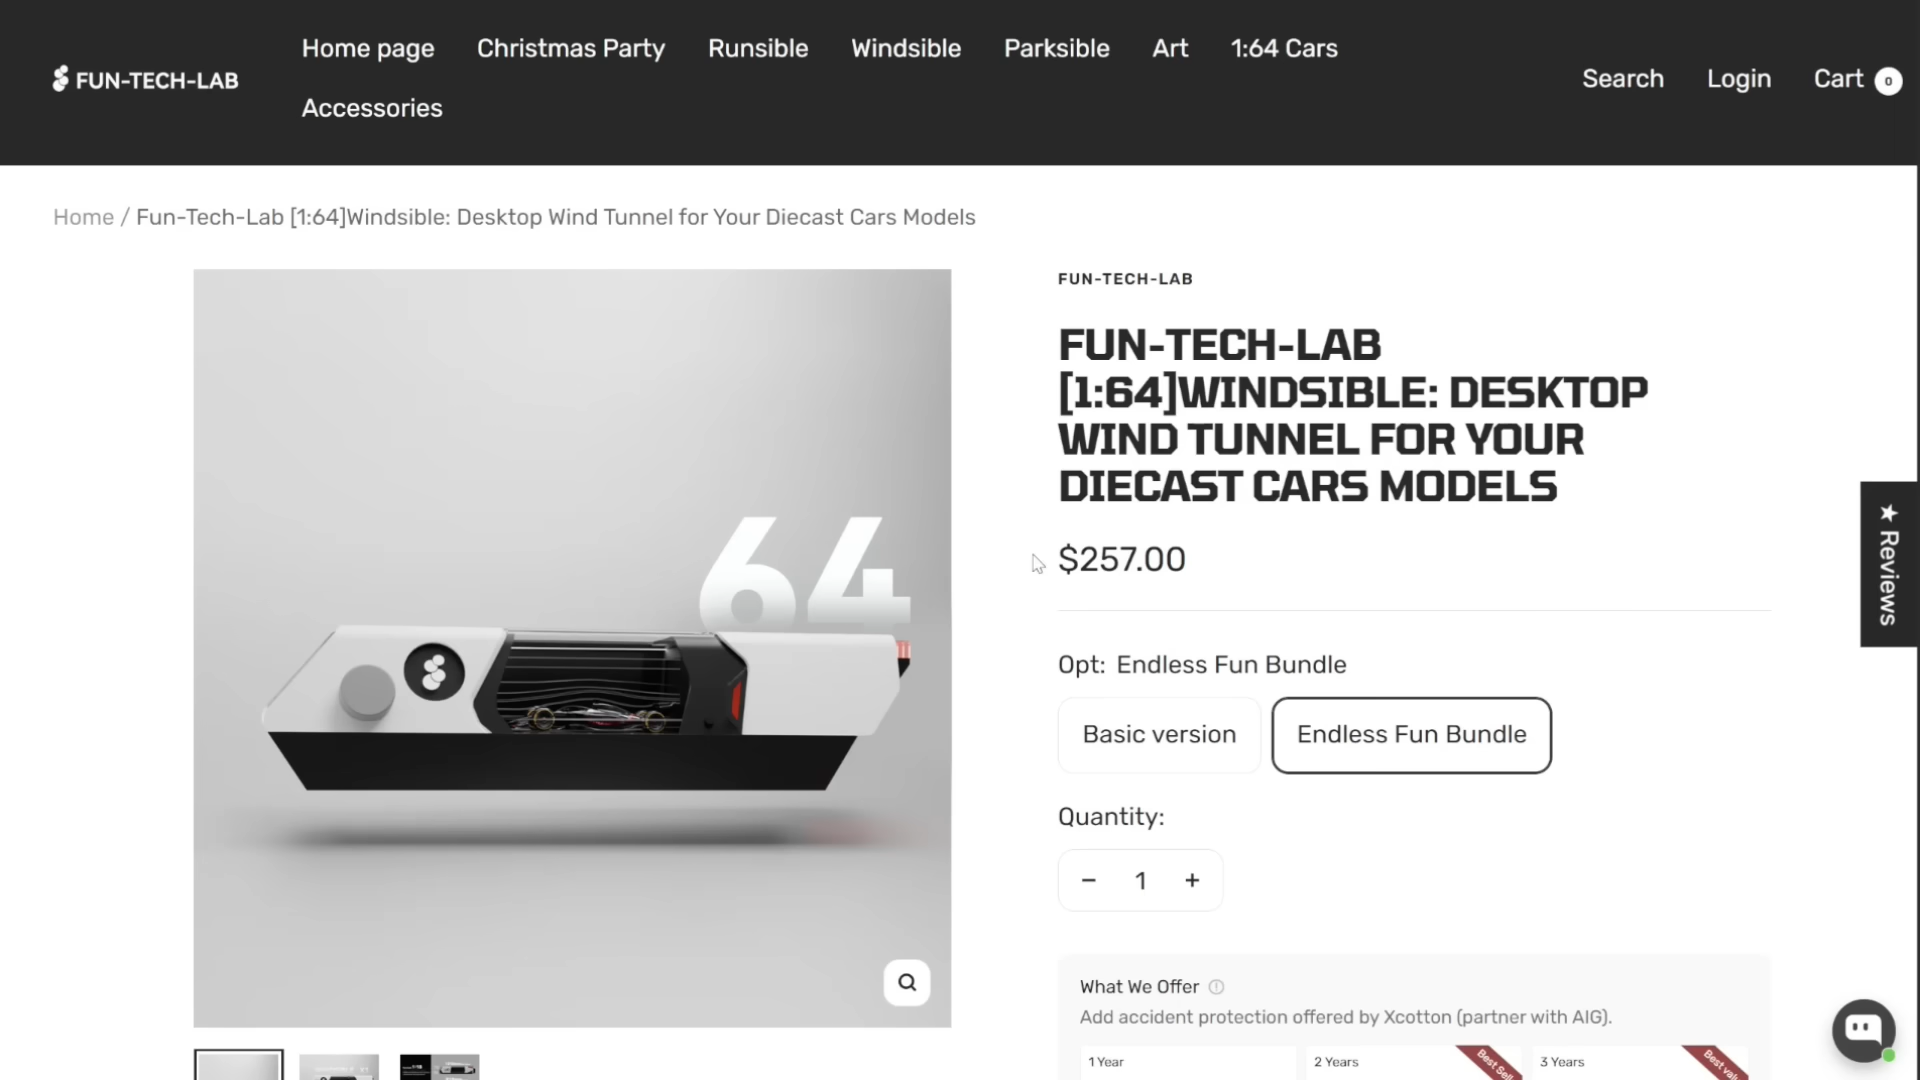 FUN-TECH-LAB
Home page
Christmas Party
Runsible
Windsible
Parksible
Art
1:64 Cars
Accessories
Search
Login
Cart 0
Home / Fun-Tech-Lab [1:64]Windsible: Desktop Wind Tunnel for Your Diecast Cars Models
64
FUN-TECH-LAB
FUN-TECH-LAB
[1:64]WINDSIBLE: DESKTOP
WIND TUNNEL FOR YOUR
DIECAST CARS MODELS
$257.00
Opt: Endless Fun Bundle
Basic version
Endless Fun Bundle
Quantity:
− 1 +
★ Reviews
What We Offer
Add accident protection offered by Xcotton (partner with AIG).
1 Year
2 Years
Best Sell
3 Years
Best val